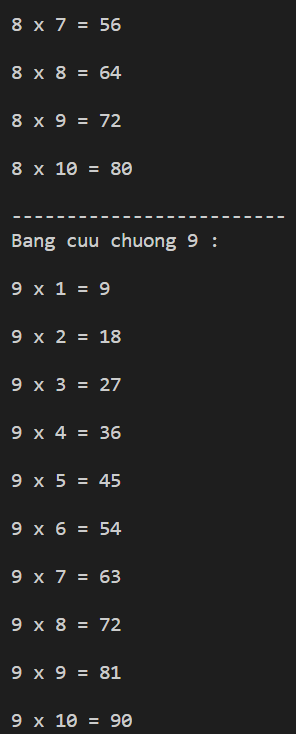 8 x 7 = 56
8 x 8 = 64
8 x 9 = 72
8 x 10 = 80
-------------------------
Bang cuu chuong 9 :
9 x 1 = 9
9 x 2 = 18
9 x 3 = 27
9 x 4 = 36
9 x 5 = 45
9 x 6 = 54
9 x 7 = 63
9 x 8 = 72
9 x 9 = 81
9 x 10 = 90